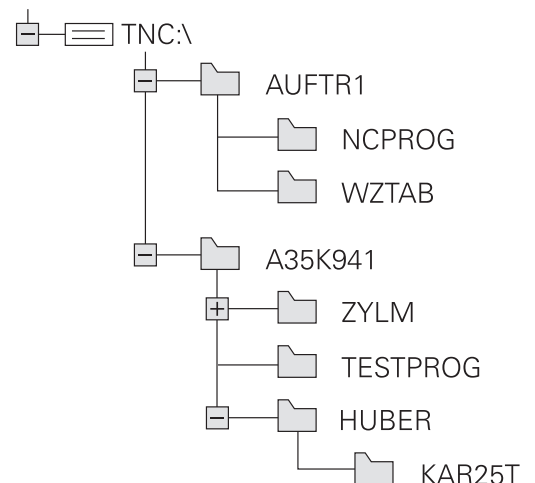 TNC:\
AUFTR1
NCPROG
WZTAB
A35K941
ZYLM
TESTPROG
HUBER
KAR25T